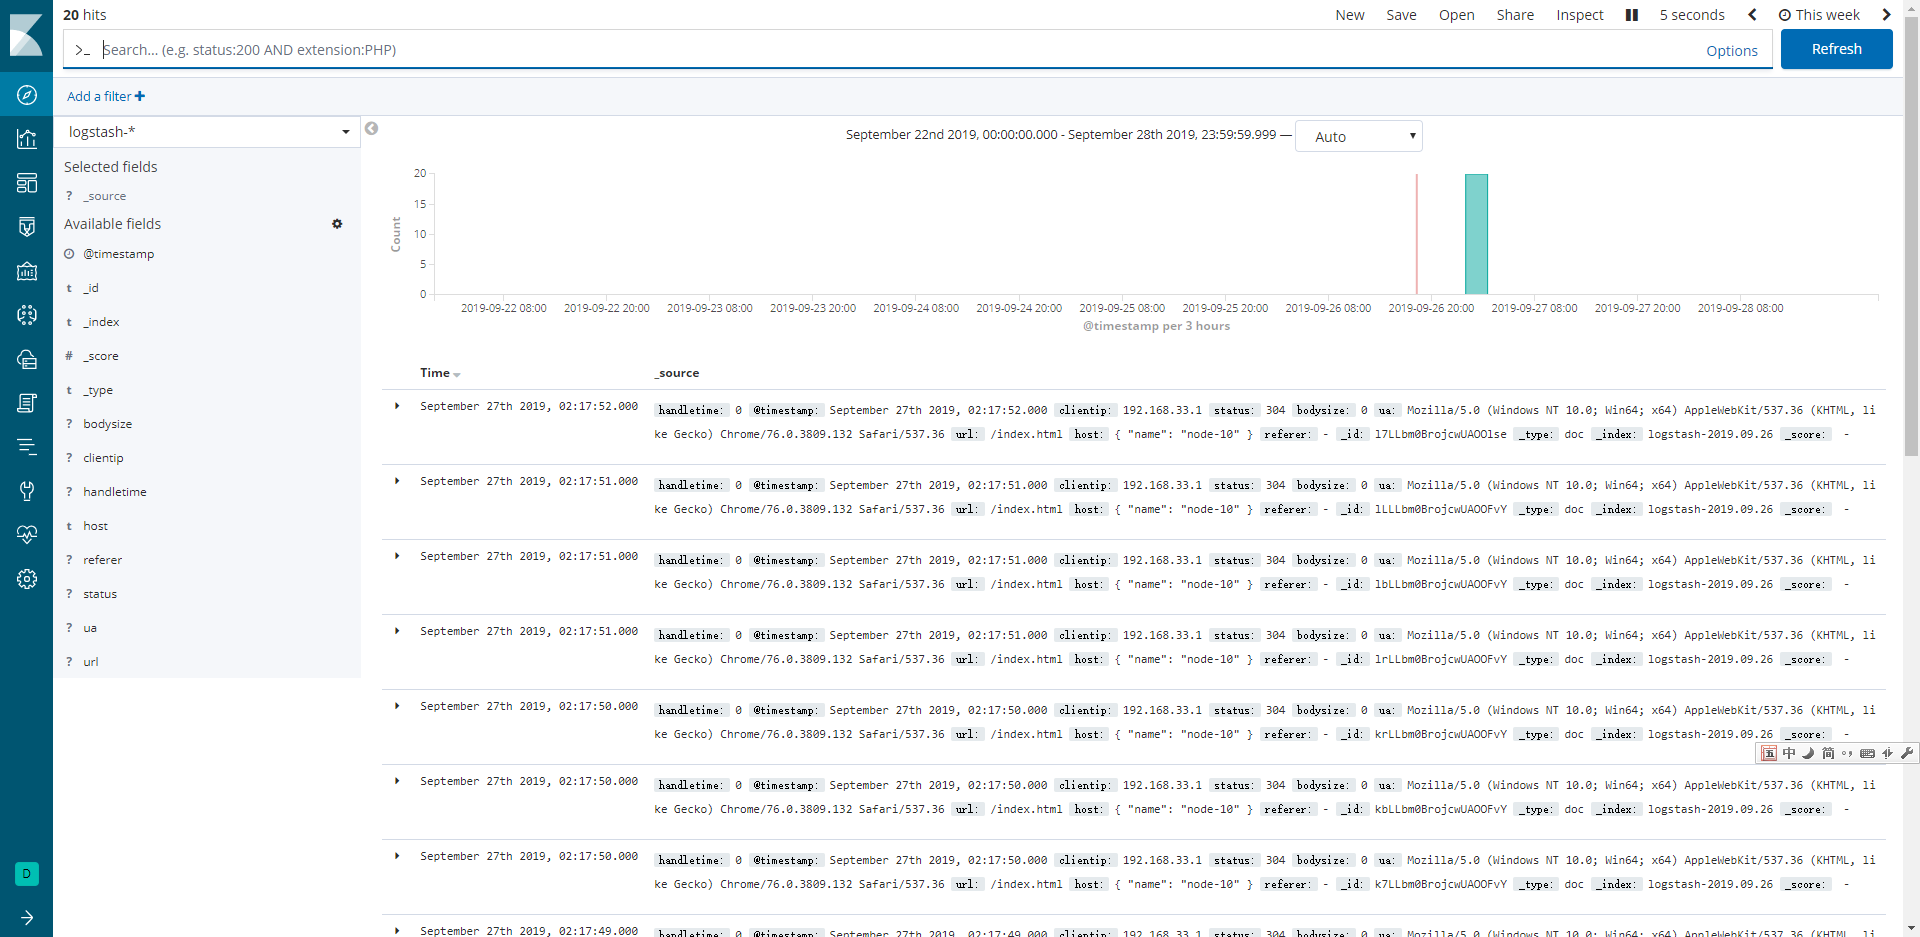 20 hits
New Save Open Share Inspect 5 seconds This week
>_ Search... (e.g. status:200 AND extension:PHP) Options Refresh
Add a filter
logstash-*
Selected fields
? _source
Available fields
@timestamp
t _id
t _index
# _score
t _type
? bodysize
? clientip
? handletime
t host
? referer
? status
? ua
? url
D
September 22nd 2019, 00:00:00.000 - September 28th 2019, 23:59:59.999 — Auto
20
15
10
5
0
Count
2019-09-22 08:00 2019-09-22 20:00 2019-09-23 08:00 2019-09-23 20:00 2019-09-24 08:00 2019-09-24 20:00 2019-09-25 08:00 2019-09-25 20:00 2019-09-26 08:00 2019-09-26 20:00 2019-09-27 08:00 2019-09-27 20:00 2019-09-28 08:00
@timestamp per 3 hours
Time _source
September 27th 2019, 02:17:52.000 handletime: 0 @timestamp: September 27th 2019, 02:17:52.000 clientip: 192.168.33.1 status: 304 bodysize: 0 ua: Mozilla/5.0 (Windows NT 10.0; Win64; x64) AppleWebKit/537.36 (KHTML, li
ke Gecko) Chrome/76.0.3809.132 Safari/537.36 url: /index.html host: { "name": "node-10" } referer: - _id: l7LLbm0BrojcwUAOOlse _type: doc _index: logstash-2019.09.26 _score: -
September 27th 2019, 02:17:51.000 handletime: 0 @timestamp: September 27th 2019, 02:17:51.000 clientip: 192.168.33.1 status: 304 bodysize: 0 ua: Mozilla/5.0 (Windows NT 10.0; Win64; x64) AppleWebKit/537.36 (KHTML, li
ke Gecko) Chrome/76.0.3809.132 Safari/537.36 url: /index.html host: { "name": "node-10" } referer: - _id: lLLLbm0BrojcwUAOOFvY _type: doc _index: logstash-2019.09.26 _score: -
September 27th 2019, 02:17:51.000 handletime: 0 @timestamp: September 27th 2019, 02:17:51.000 clientip: 192.168.33.1 status: 304 bodysize: 0 ua: Mozilla/5.0 (Windows NT 10.0; Win64; x64) AppleWebKit/537.36 (KHTML, li
ke Gecko) Chrome/76.0.3809.132 Safari/537.36 url: /index.html host: { "name": "node-10" } referer: - _id: lbLLbm0BrojcwUAOOFvY _type: doc _index: logstash-2019.09.26 _score: -
September 27th 2019, 02:17:51.000 handletime: 0 @timestamp: September 27th 2019, 02:17:51.000 clientip: 192.168.33.1 status: 304 bodysize: 0 ua: Mozilla/5.0 (Windows NT 10.0; Win64; x64) AppleWebKit/537.36 (KHTML, li
ke Gecko) Chrome/76.0.3809.132 Safari/537.36 url: /index.html host: { "name": "node-10" } referer: - _id: lrLLbm0BrojcwUAOOFvY _type: doc _index: logstash-2019.09.26 _score: -
September 27th 2019, 02:17:50.000 handletime: 0 @timestamp: September 27th 2019, 02:17:50.000 clientip: 192.168.33.1 status: 304 bodysize: 0 ua: Mozilla/5.0 (Windows NT 10.0; Win64; x64) AppleWebKit/537.36 (KHTML, li
ke Gecko) Chrome/76.0.3809.132 Safari/537.36 url: /index.html host: { "name": "node-10" } referer: - _id: krLLbm0BrojcwUAOOFvY _type: doc _index: logstash-2019.09.26 _score: -
五 中 简
September 27th 2019, 02:17:50.000 handletime: 0 @timestamp: September 27th 2019, 02:17:50.000 clientip: 192.168.33.1 status: 304 bodysize: 0 ua: Mozilla/5.0 (Windows NT 10.0; Win64; x64) AppleWebKit/537.36 (KHTML, li
ke Gecko) Chrome/76.0.3809.132 Safari/537.36 url: /index.html host: { "name": "node-10" } referer: - _id: kbLLbm0BrojcwUAOOFvY _type: doc _index: logstash-2019.09.26 _score: -
September 27th 2019, 02:17:50.000 handletime: 0 @timestamp: September 27th 2019, 02:17:50.000 clientip: 192.168.33.1 status: 304 bodysize: 0 ua: Mozilla/5.0 (Windows NT 10.0; Win64; x64) AppleWebKit/537.36 (KHTML, li
ke Gecko) Chrome/76.0.3809.132 Safari/537.36 url: /index.html host: { "name": "node-10" } referer: - _id: k7LLbm0BrojcwUAOOFvY _type: doc _index: logstash-2019.09.26 _score: -
September 27th 2019, 02:17:49.000 handletime: 0 @timestamp: September 27th 2019, 02:17:49.000 clientip: 192.168.33.1 status: 304 bodysize: 0 ua: Mozilla/5.0 (Windows NT 10.0; Win64; x64) AppleWebKit/537.36 (KHTML, li